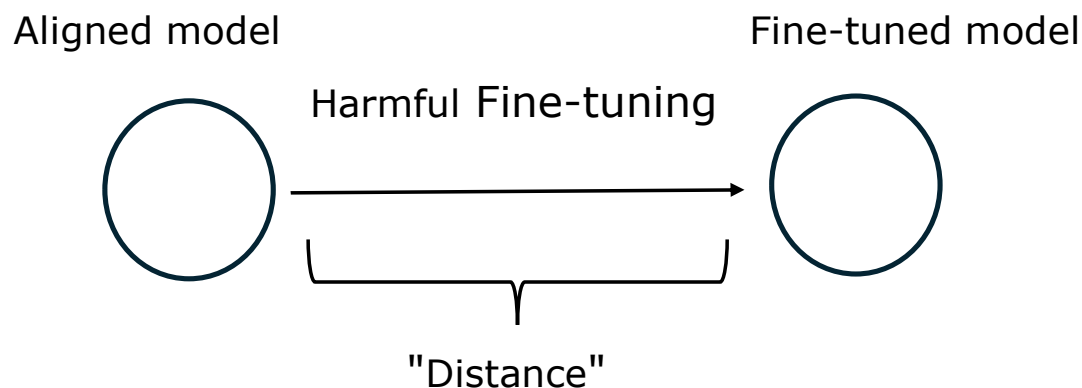 Aligned model
Fine-tuned model
Harmful Fine-tuning
"Distance"